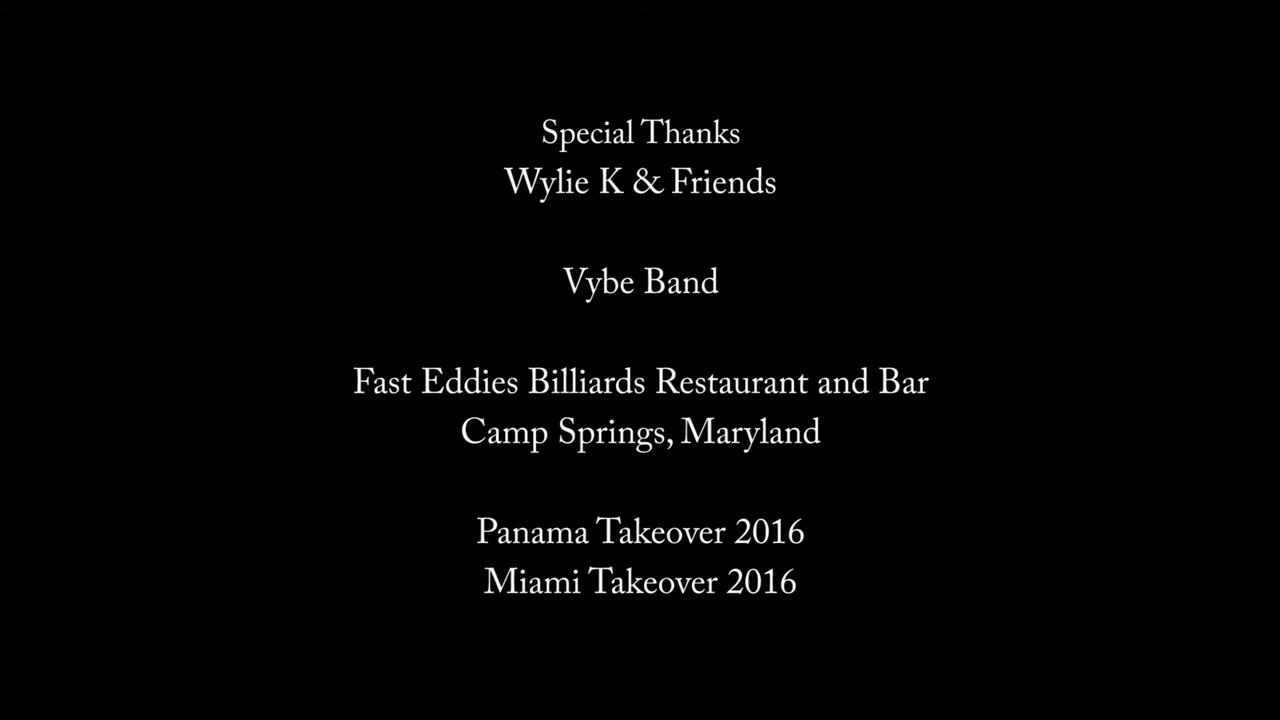 Special Thanks
Wylie K & Friends
Vybe Band
Fast Eddies Billiards Restaurant and Bar
Camp Springs, Maryland
Panama Takeover 2016
Miami Takeover 2016